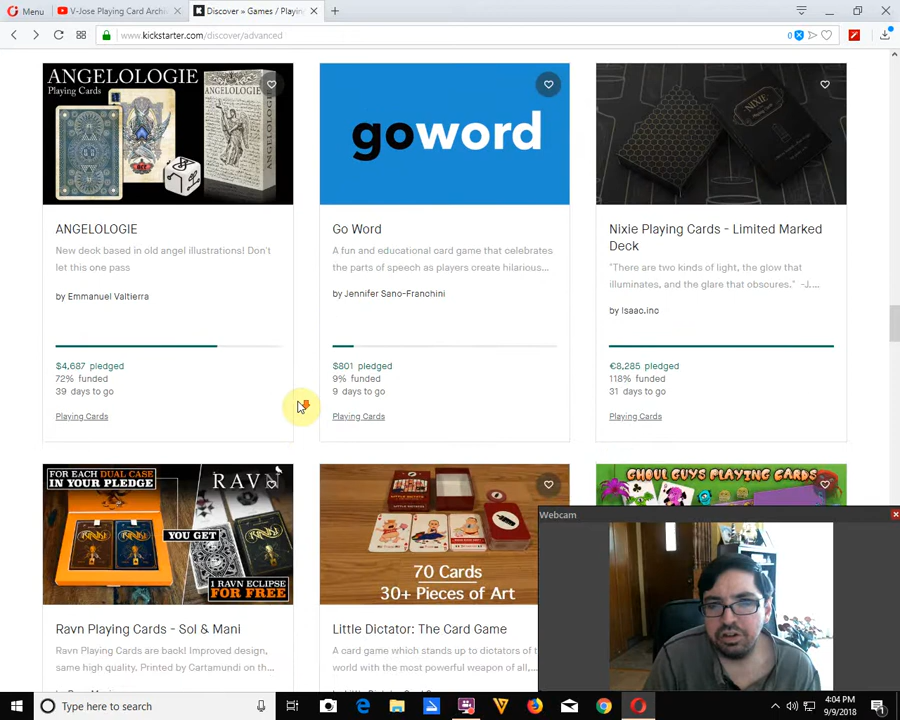 Menu
V-Jose Playing Card Archi
Discover » Games / Playing
www.kickstarter.com/discover/advanced
0
ANGELOLOGIE
Playing Cards
goword
NIXIE
ANGELOLOGIE
New deck based in old angel illustrations! Don't
let this one pass
by Emmanuel Valtierra
$4,687 pledged
72% funded
39 days to go
Playing Cards
Go Word
A fun and educational card game that celebrates
the parts of speech as players create hilarious...
by Jennifer Sano-Franchini
$801 pledged
9% funded
9 days to go
Playing Cards
Nixie Playing Cards - Limited Marked
Deck
"There are two kinds of light, the glow that
illuminates, and the glare that obscures." -J....
by Isaac.inc
€8,285 pledged
118% funded
31 days to go
Playing Cards
FOR EACH DUAL CASE
IN YOUR PLEDGE
RAVN
YOU GET
1 RAVN ECLIPSE
FOR FREE
LITTLE DICTATOR
70 Cards
30+ Pieces of Art
GHOUL GUYS PLAYING CARDS
Webcam
Ravn Playing Cards - Sol & Mani
Ravn Playing Cards are back! Improved design,
same high quality. Printed by Cartamundi on th...
Little Dictator: The Card Game
A card game which stands up to dictators of
world with the most powerful weapon of all,
Type here to search
4:04 PM
9/9/2018
1